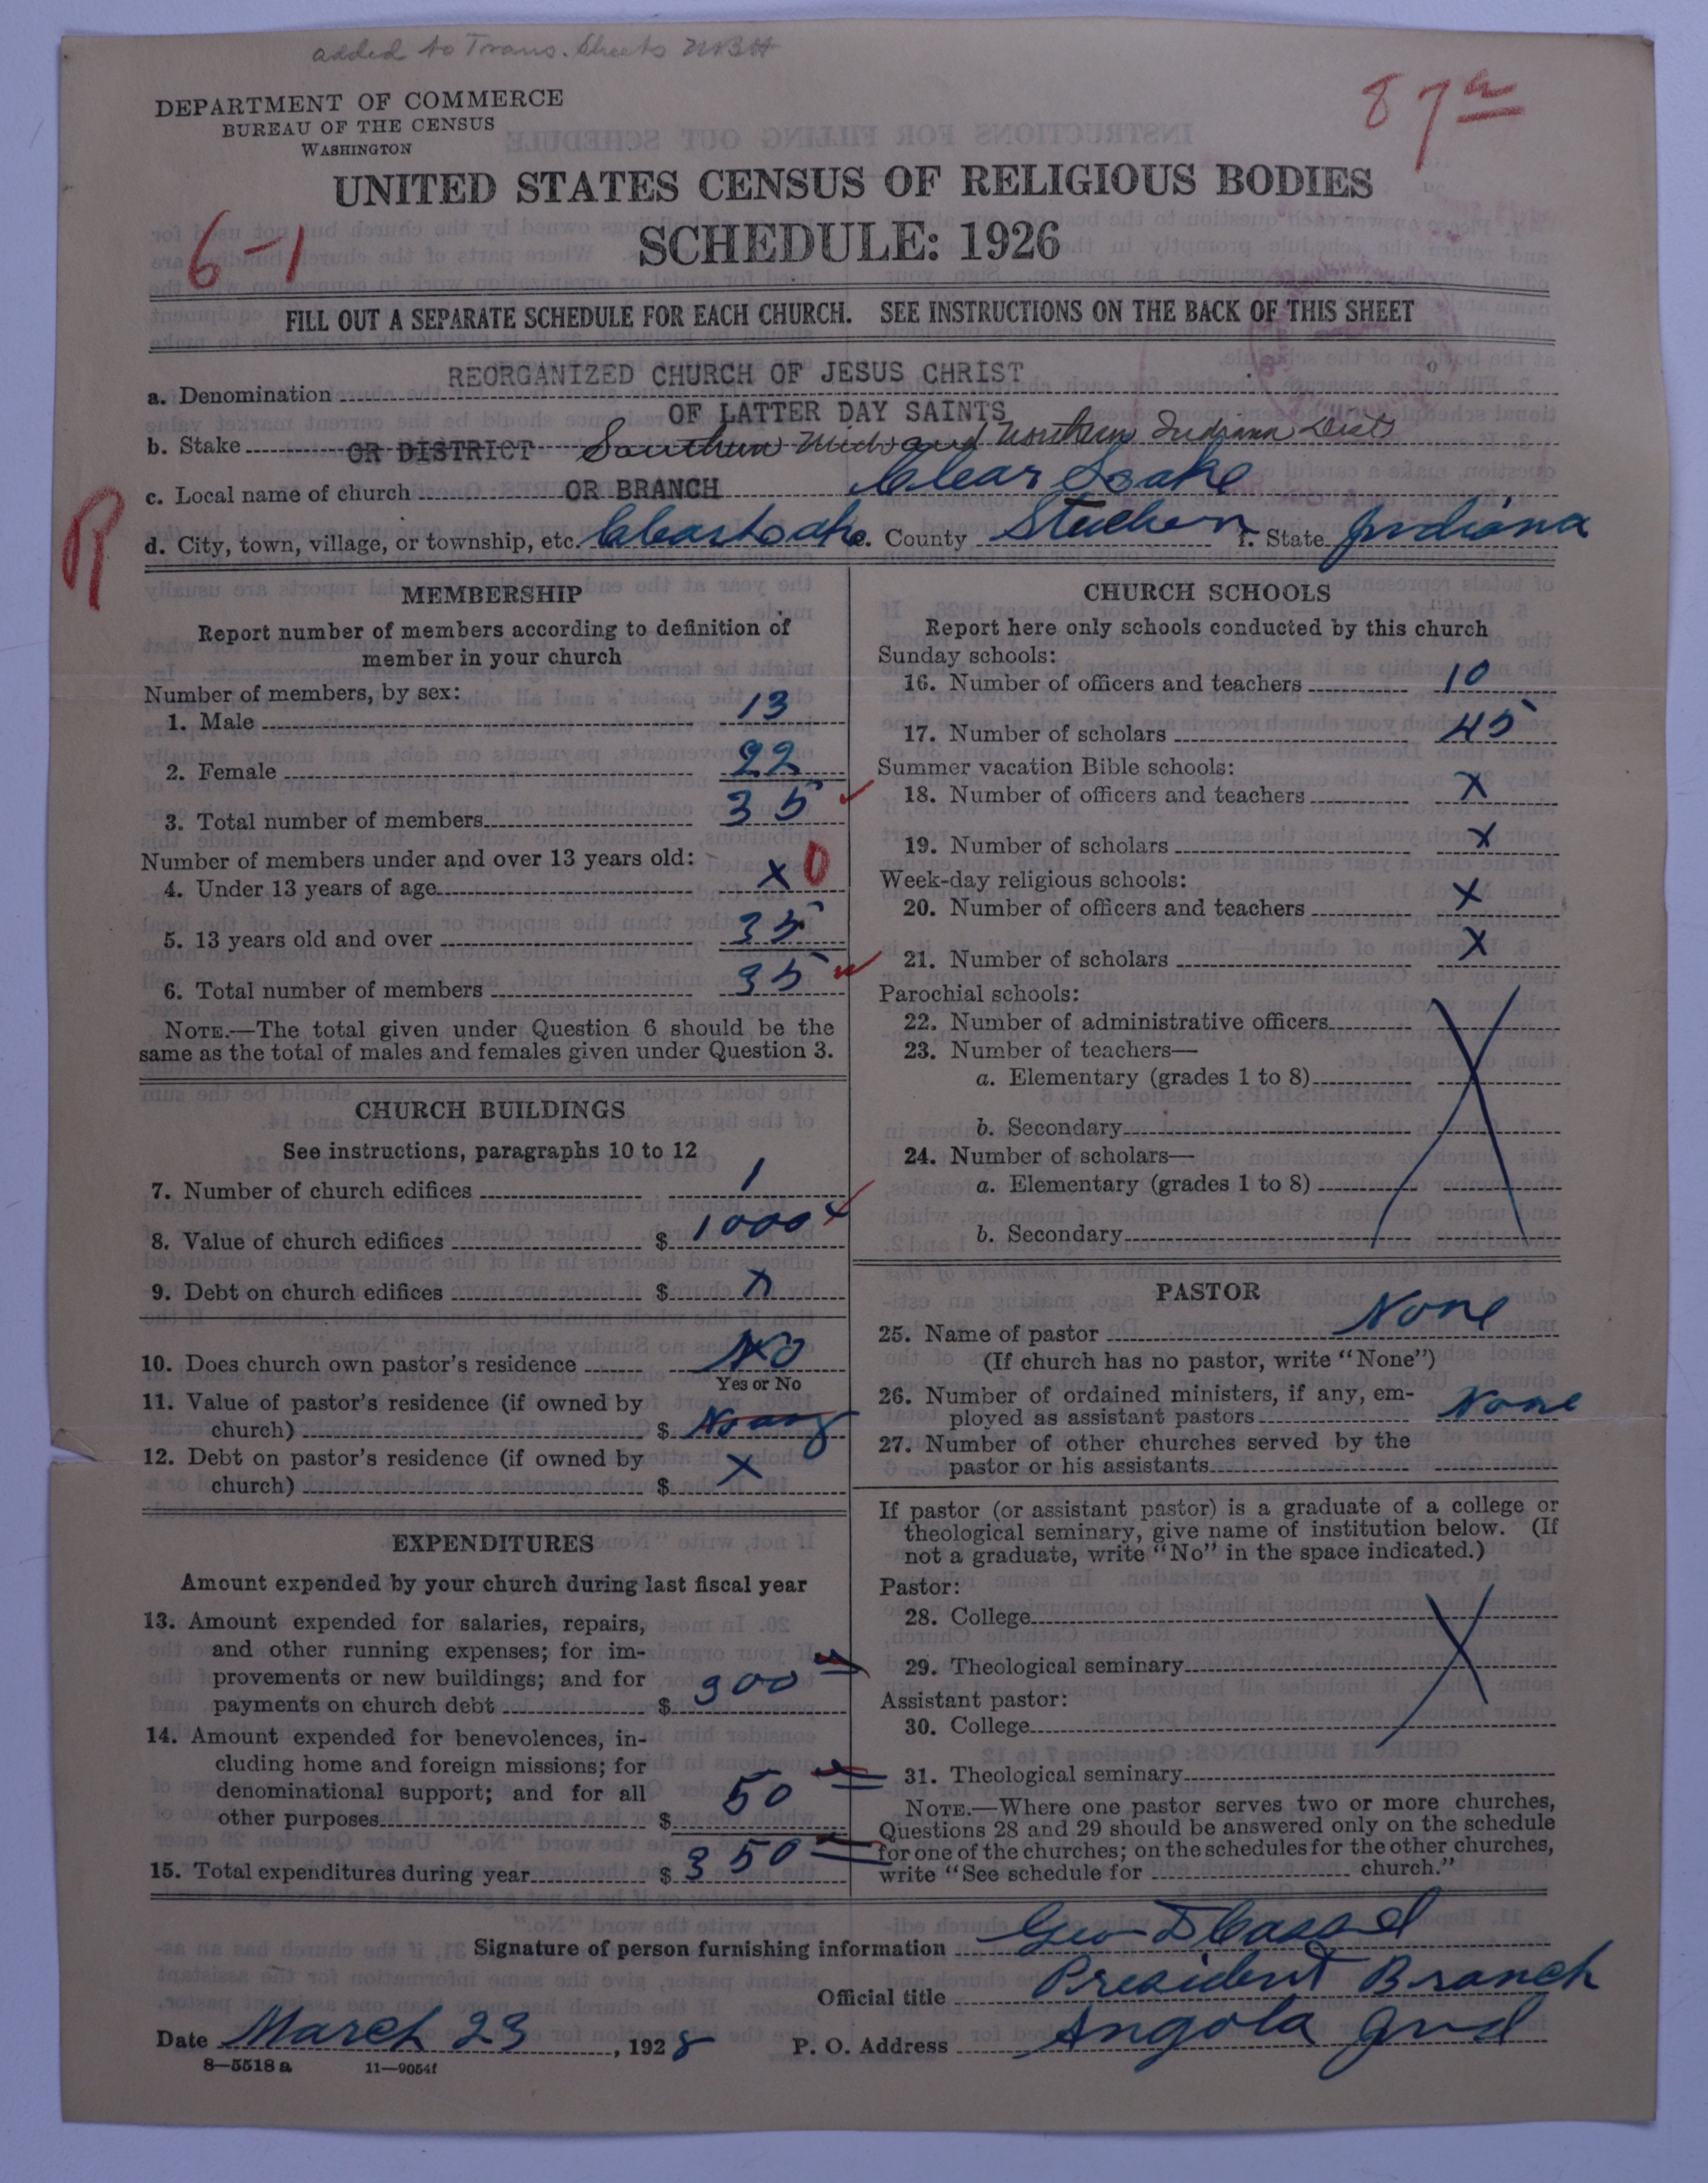 added to Trans. Sheets
87a
DEPARTMENT OF COMMERCE
BUREAU OF THE CENSUS
WASHINGTON
UNITED STATES CENSUS OF RELIGIOUS BODIES
SCHEDULE: 1926
6-1
FILL OUT A SEPARATE SCHEDULE FOR EACH CHURCH. SEE INSTRUCTIONS ON THE BACK OF THIS SHEET
a. Denomination REORGANIZED CHURCH OF JESUS CHRIST
OF LATTER DAY SAINTS
b. Stake OR DISTRICT Southern Mich and Northern Indiana Dist
c. Local name of church OR BRANCH Clear Lake
R
d. City, town, village, or township, etc. Clear Lake e. County Steuben f. State Indiana
MEMBERSHIP
Report number of members according to definition of
member in your church
Number of members, by sex:
1. Male 13
2. Female 22
3. Total number of members 35
Number of members under and over 13 years old:
4. Under 13 years of age x 0
5. 13 years old and over 35
6. Total number of members 35
NOTE.—The total given under Question 6 should be the
same as the total of males and females given under Question 3.
CHURCH BUILDINGS
See instructions, paragraphs 10 to 12
7. Number of church edifices 1
8. Value of church edifices $ 1000
9. Debt on church edifices $ x
10. Does church own pastor's residence No
Yes or No
11. Value of pastor's residence (if owned by
church) $
12. Debt on pastor's residence (if owned by
church) $ x
EXPENDITURES
Amount expended by your church during last fiscal year
13. Amount expended for salaries, repairs,
and other running expenses; for im-
provements or new buildings; and for
payments on church debt $ 300
14. Amount expended for benevolences, in-
cluding home and foreign missions; for
denominational support; and for all
other purposes $ 50
15. Total expenditures during year $ 350
CHURCH SCHOOLS
Report here only schools conducted by this church
Sunday schools:
16. Number of officers and teachers 10
17. Number of scholars 45
Summer vacation Bible schools:
18. Number of officers and teachers x
19. Number of scholars x
Week-day religious schools:
20. Number of officers and teachers x
21. Number of scholars x
Parochial schools:
22. Number of administrative officers
23. Number of teachers—
a. Elementary (grades 1 to 8)
b. Secondary
24. Number of scholars—
a. Elementary (grades 1 to 8)
b. Secondary
PASTOR
25. Name of pastor None
(If church has no pastor, write "None")
26. Number of ordained ministers, if any, em-
ployed as assistant pastors None
27. Number of other churches served by the
pastor or his assistants
If pastor (or assistant pastor) is a graduate of a college or
theological seminary, give name of institution below. (If
not a graduate, write "No" in the space indicated.)
Pastor:
28. College
29. Theological seminary
Assistant pastor:
30. College
31. Theological seminary
NOTE.—Where one pastor serves two or more churches,
Questions 28 and 29 should be answered only on the schedule
for one of the churches; on the schedules for the other churches,
write "See schedule for church."
Signature of person furnishing information Geo D Cassel
Official title President Branch
Date March 23, 1928 P. O. Address Angola Ind
8—5518 a 11—9054f